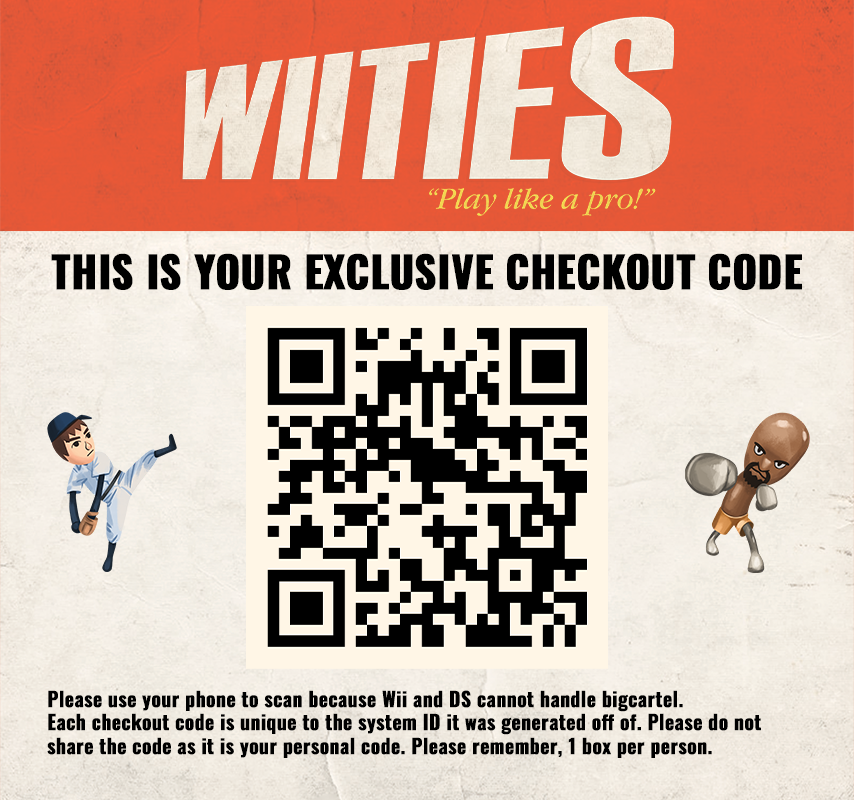 WIITIES
“Play like a pro!”
THIS IS YOUR EXCLUSIVE CHECKOUT CODE
Please use your phone to scan because Wii and DS cannot handle bigcartel.
Each checkout code is unique to the system ID it was generated off of. Please do not
share the code as it is your personal code. Please remember, 1 box per person.